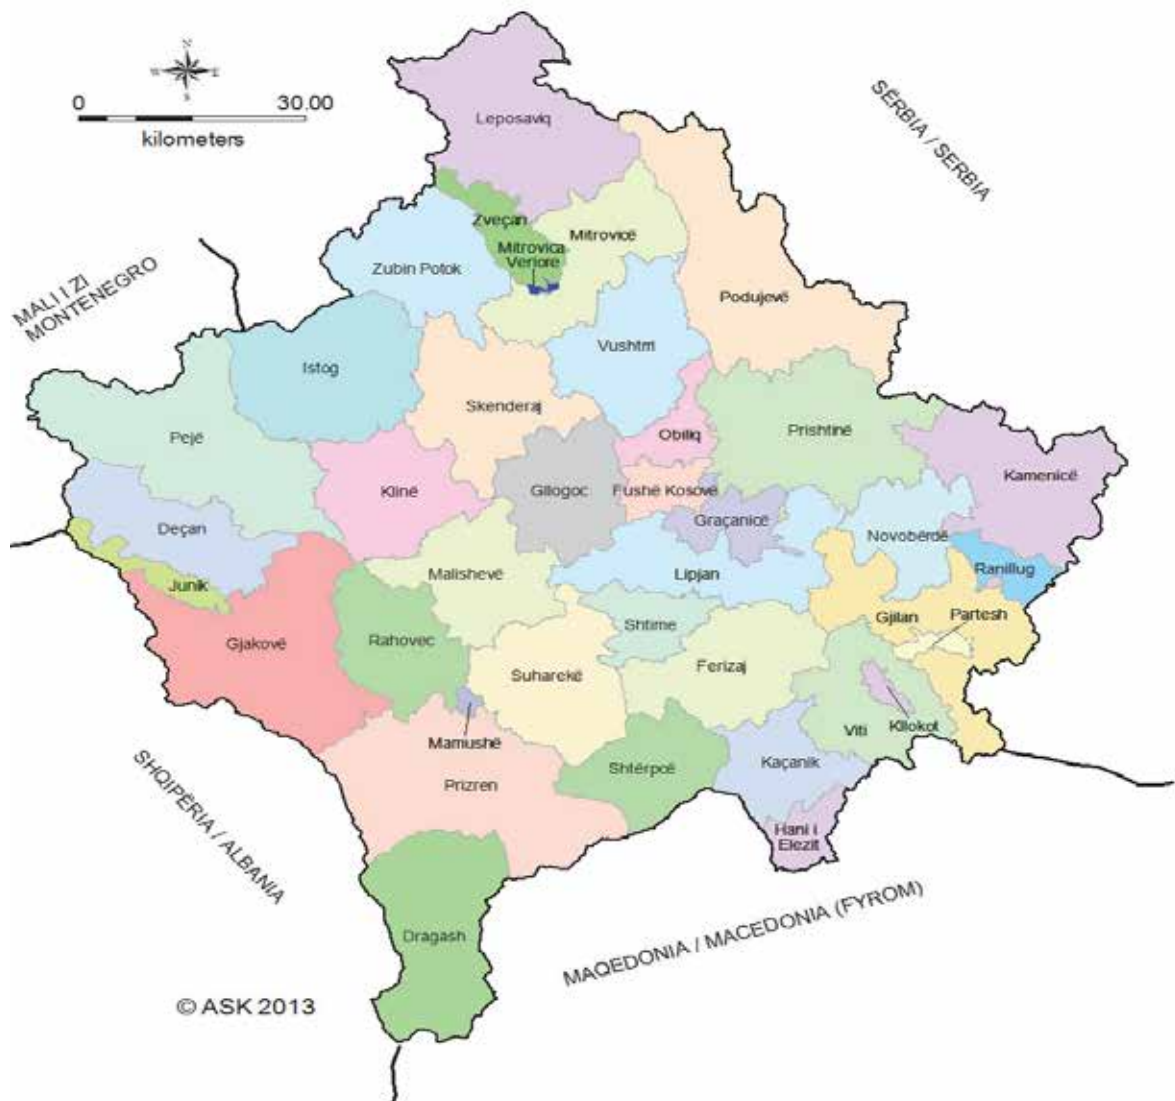 N
W E
S
0 30.00
kilometers
SËRBIA / SERBIA
MALI I ZI
MONTENEGRO
Leposaviq
Zveçan
Mitrovicë
Mitrovica
Veriore
Zubin Potok
Podujevë
Vushtrri
Istog
Skenderaj
Pejë
Obiliq
Prishtinë
Kamenicë
Klinë
Gllogoc
Fushë Kosovë
Graçanicë
Deçan
Novobërdë
Junik
Malishevë
Lipjan
Ranillug
Gjilan
Partesh
Gjakovë
Rahovec
Shtime
Ferizaj
Suharekë
Mamushë
Viti
Kllokot
Prizren
Shtërpcë
Kaçanik
Hani i
Elezit
Dragash
SHQIPËRIA / ALBANIA
MAQEDONIA / MACEDONIA (FYROM)
© ASK 2013